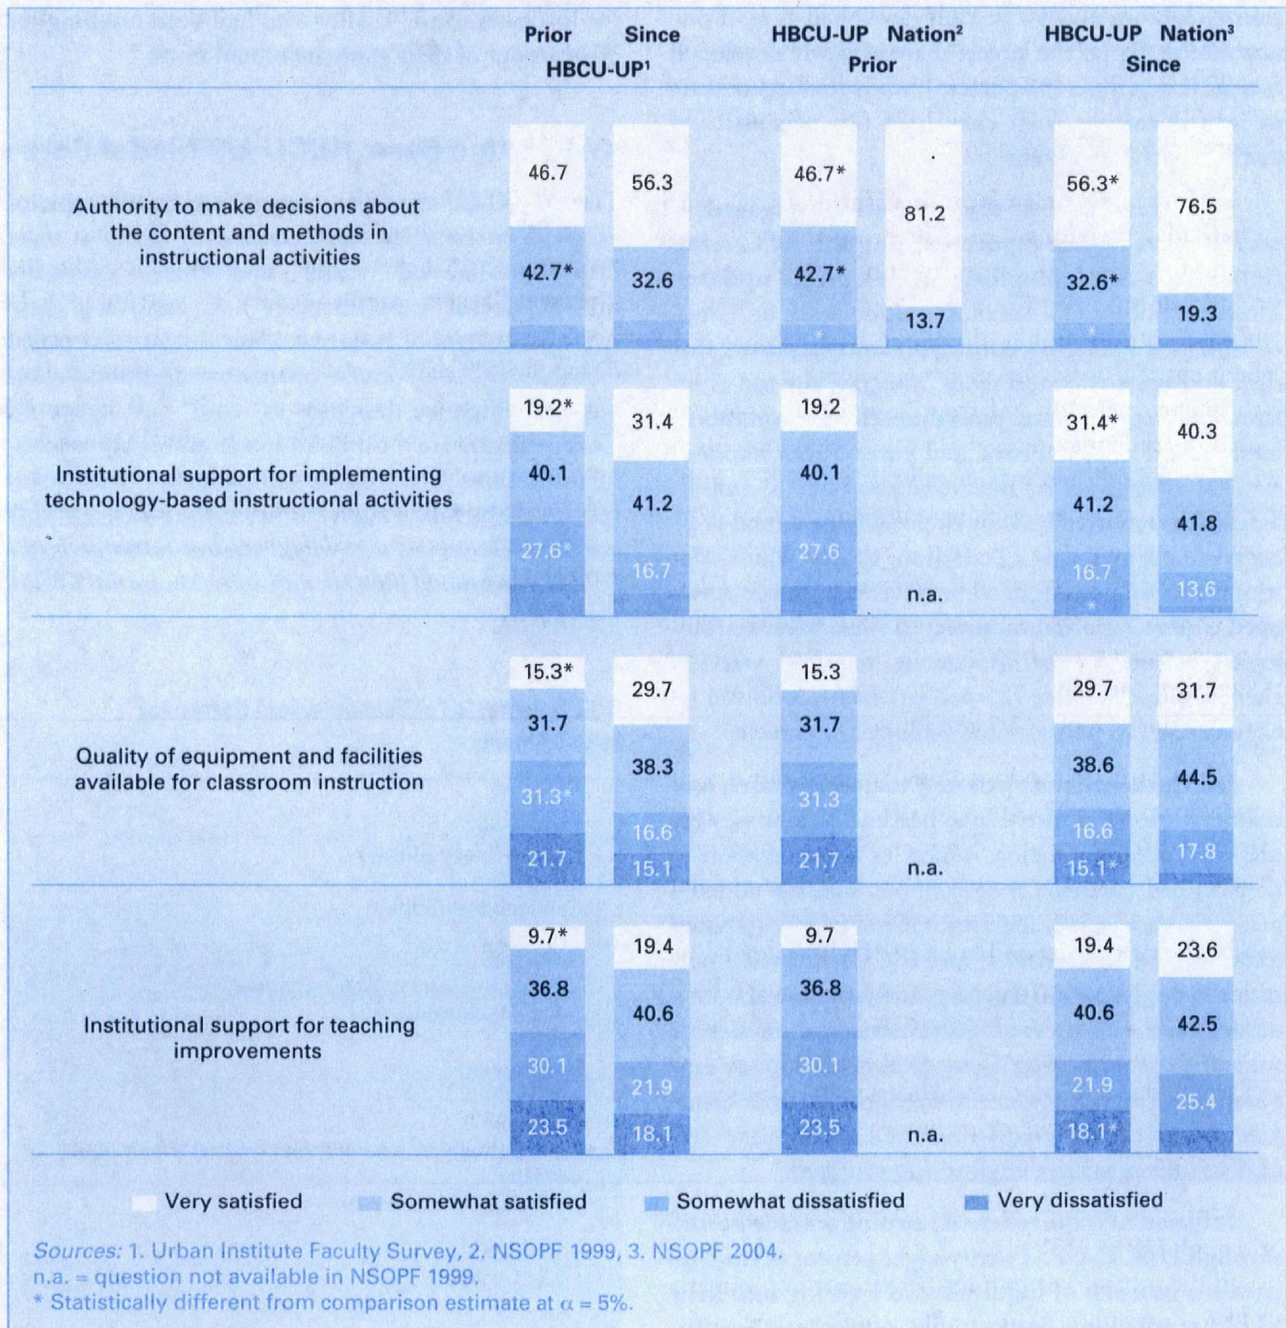 Prior Since HBCU-UP Nation² HBCU-UP Nation³
HBCU-UP¹ Prior Since
46.7 56.3 46.7* 81.2 56.3* 76.5
Authority to make decisions about
the content and methods in
instructional activities
42.7* 32.6 42.7* 13.7 32.6* 19.3
* *
19.2* 31.4 19.2 31.4* 40.3
Institutional support for implementing
technology-based instructional activities
40.1 41.2 40.1 41.2 41.8
27.6* 16.7 27.6 n.a. 16.7 13.6
*
15.3* 29.7 15.3 29.7 31.7
31.7 38.3 31.7 38.6 44.5
Quality of equipment and facilities
available for classroom instruction
31.3* 16.6 31.3 16.6 17.8
21.7 15.1 21.7 n.a. 15.1*
9.7* 19.4 9.7 19.4 23.6
36.8 40.6 36.8 40.6 42.5
Institutional support for teaching
improvements
30.1 21.9 30.1 21.9 25.4
23.5 18.1 23.5 n.a. 18.1*
Very satisfied Somewhat satisfied Somewhat dissatisfied Very dissatisfied
Sources: 1. Urban Institute Faculty Survey, 2. NSOPF 1999, 3. NSOPF 2004.
n.a. = question not available in NSOPF 1999.
* Statistically different from comparison estimate at α = 5%.